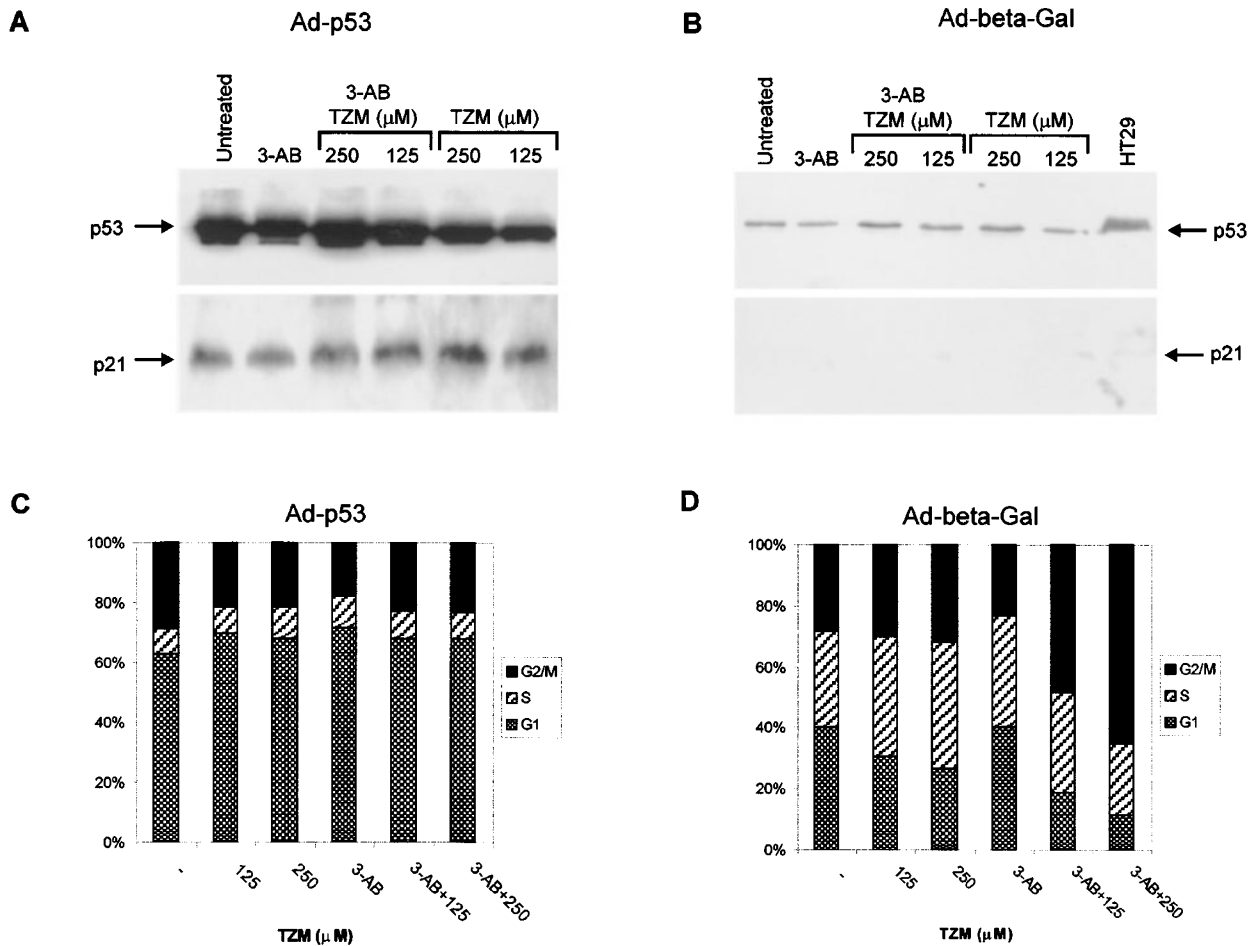 A
Ad-p53
Untreated
3-AB
3-AB
TZM (μM)
250
125
TZM (μM)
250
125
p53
p21
B
Ad-beta-Gal
Untreated
3-AB
3-AB
TZM (μM)
250
125
TZM (μM)
250
125
HT29
p53
p21
C
Ad-p53
100%
80%
60%
40%
20%
0%
-
125
250
3-AB
3-AB+125
3-AB+250
TZM (μM)
G2/M
S
G1
D
Ad-beta-Gal
100%
80%
60%
40%
20%
0%
-
125
250
3-AB
3-AB+125
3-AB+250
TZM (μM)
G2/M
S
G1